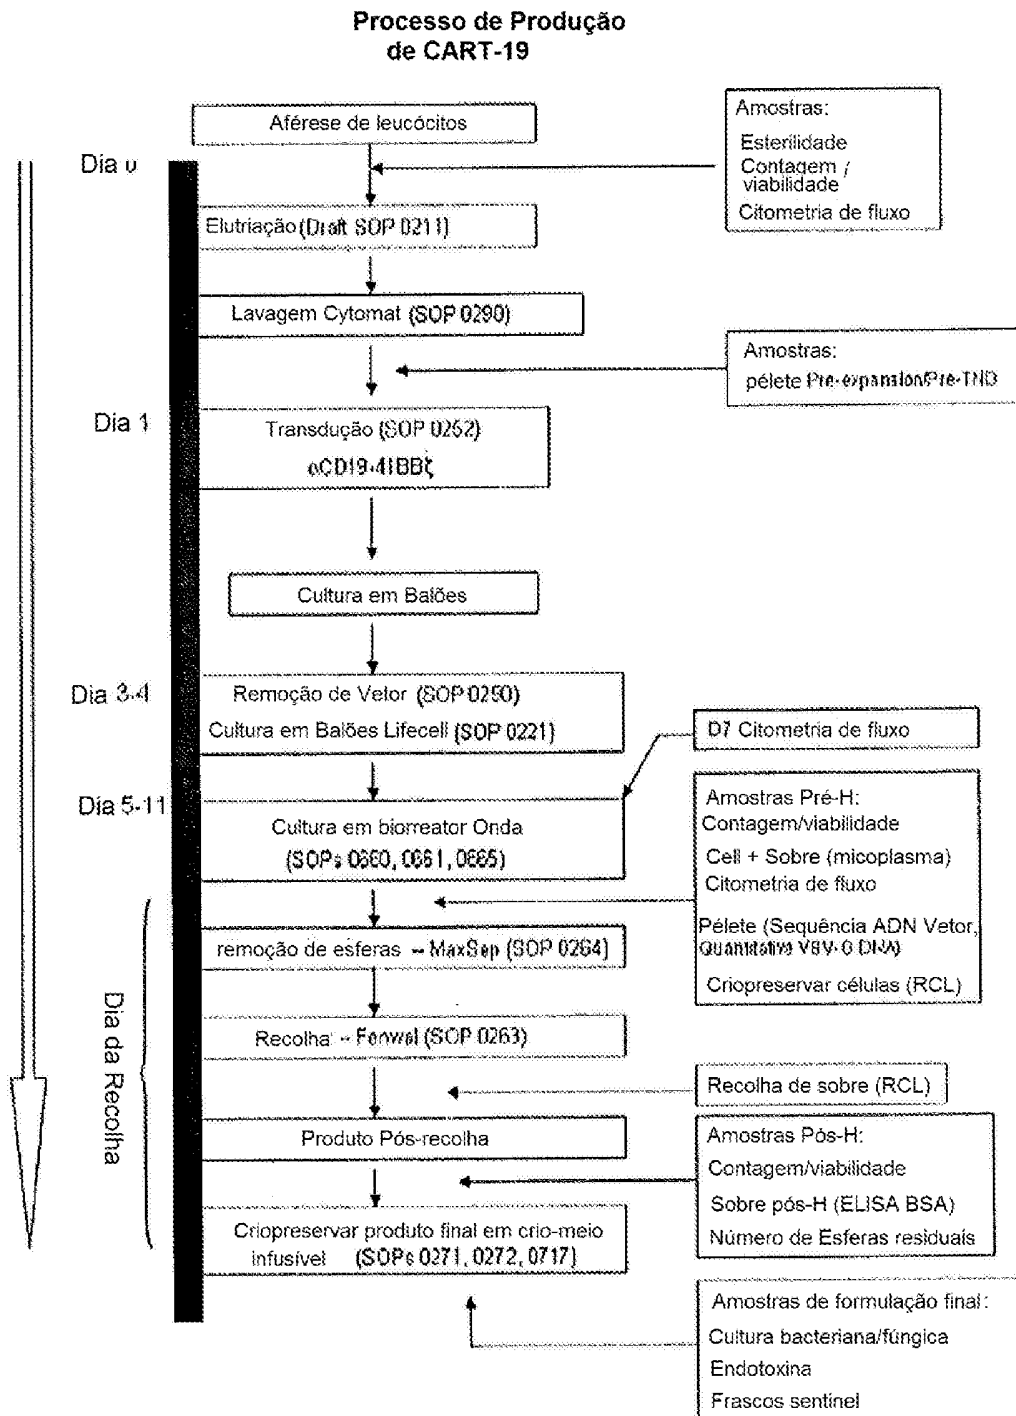 Processo de Produção
de CART-19
Aférese de leucócitos
Amostras:
Esterilidade
Contagem /
viabilidade
Citometria de fluxo
Dia 0
Elutriação (Draft SOP 0211)
Lavagem Cytomat (SOP 0290)
Amostras:
pélete Pre-expansion/Pre-TND
Dia 1
Transdução (SOP 0252)
αCD19-41BBζ
Cultura em Balões
Dia 3-4
Remoção de Vetor (SOP 0290)
Cultura em Balões Lifecell (SOP 0221)
D7 Citometria de fluxo
Dia 5-11
Cultura em biorreator Onda
(SOPs 0660, 0661, 0665)
Amostras Pré-H:
Contagem/viabilidade
Cell + Sobre (micoplasma)
Citometria de fluxo
Pélete (Sequência ADN Vetor,
Quantitative VSV-G DNA)
Criopreservar células (RCL)
Dia da Recolha
remoção de esferas – MaxSep (SOP 0264)
Recolha – Fenwal (SOP 0263)
Recolha de sobre (RCL)
Produto Pós-recolha
Amostras Pós-H:
Contagem/viabilidade
Sobre pós-H (ELISA BSA)
Número de Esferas residuais
Criopreservar produto final em crio-meio
infusível (SOPs 0271, 0272, 0717)
Amostras de formulação final:
Cultura bacteriana/fúngica
Endotoxina
Frascos sentinel